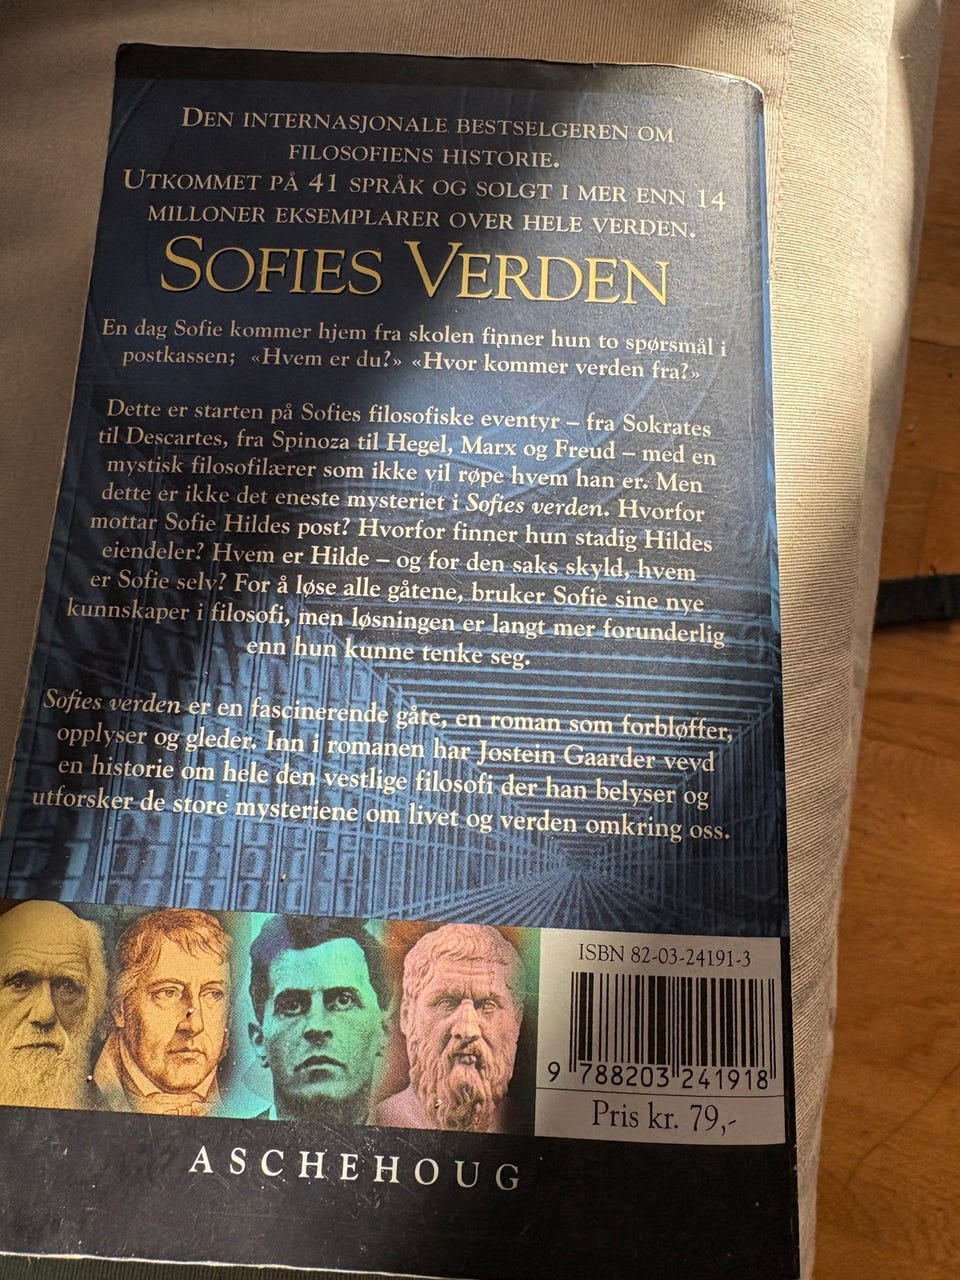 DEN INTERNASJONALE BESTSELGEREN OM
FILOSOFIENS HISTORIE.
UTKOMMET PÅ 41 SPRÅK OG SOLGT I MER ENN 14
MILLONER EKSEMPLARER OVER HELE VERDEN.
SOFIES VERDEN
En dag Sofie kommer hjem fra skolen finner hun to spørsmål i
postkassen; «Hvem er du?» «Hvor kommer verden fra?»
Dette er starten på Sofies filosofiske eventyr – fra Sokrates
til Descartes, fra Spinoza til Hegel, Marx og Freud – med en
mystisk filosofilærer som ikke vil røpe hvem han er. Men
dette er ikke det eneste mysteriet i Sofies verden. Hvorfor
mottar Sofie Hildes post? Hvorfor finner hun stadig Hildes
eiendeler? Hvem er Hilde – og for den saks skyld, hvem
er Sofie selv? For å løse alle gåtene, bruker Sofie sine nye
kunnskaper i filosofi, men løsningen er langt mer forunderlig
enn hun kunne tenke seg.
Sofies verden er en fascinerende gåte, en roman som forbløffer,
opplyser og gleder. Inn i romanen har Jostein Gaarder vevd
en historie om hele den vestlige filosofi der han belyser og
utforsker de store mysteriene om livet og verden omkring oss.
ISBN 82-03-24191-3
9 788203 241918
Pris kr. 79,-
ASCHEHOUG